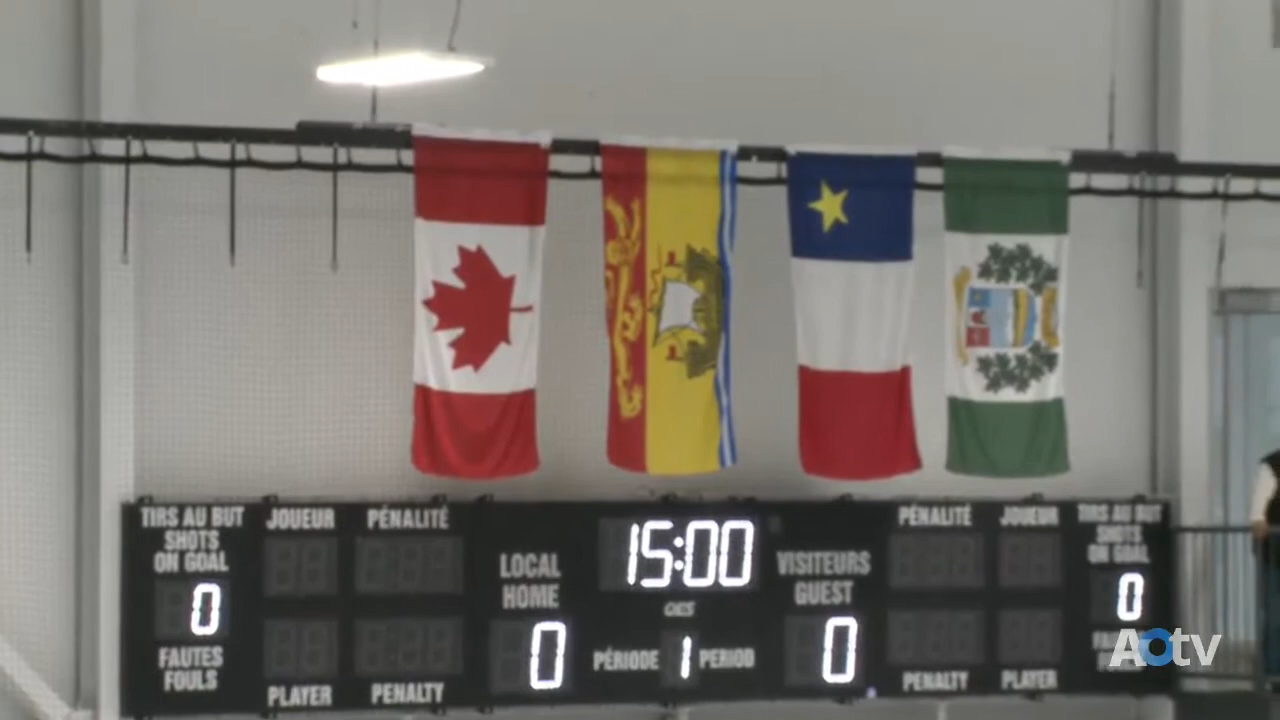 TIRS AU BUT
SHOTS
ON GOAL
0
FAUTES
FOULS
JOUEUR
PÉNALITÉ
PLAYER
PENALTY
LOCAL
HOME
0
15:00
OES
PÉRIODE 1 PERIOD
VISITEURS
GUEST
0
PÉNALITÉ
JOUEUR
PENALTY
PLAYER
TIRS AU BUT
SHOTS
ON GOAL
0
Aotv